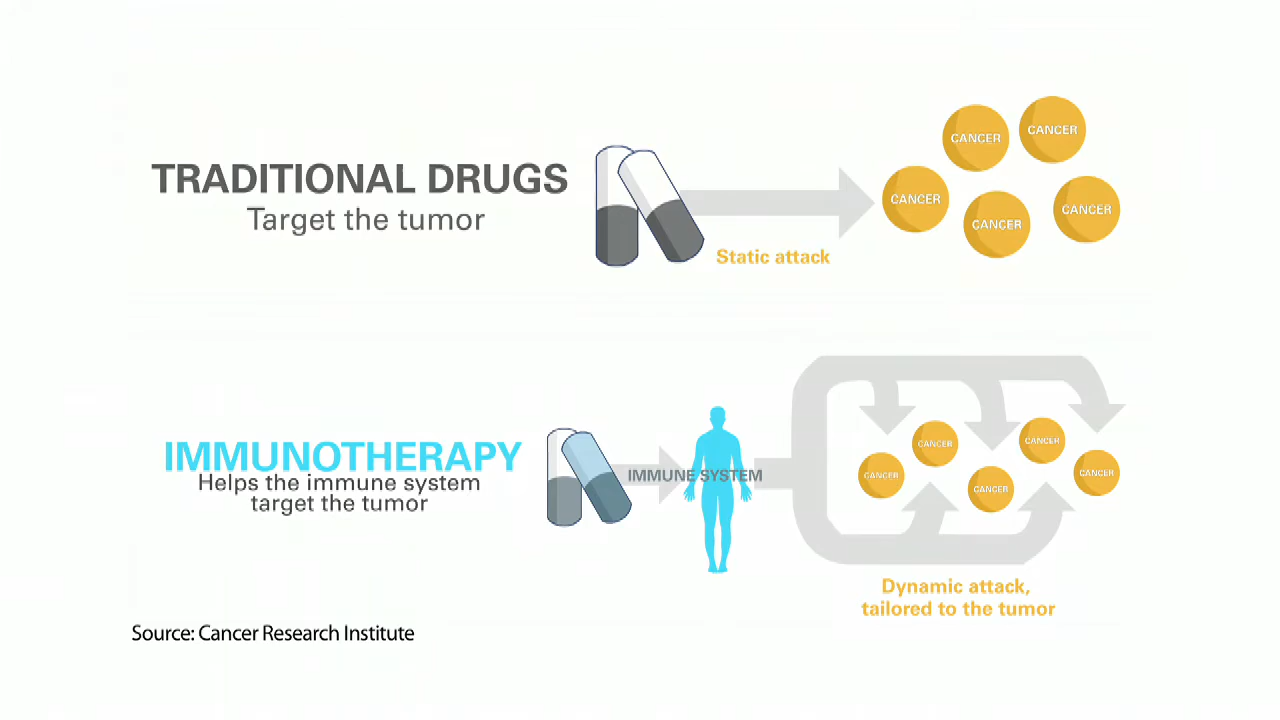 TRADITIONAL DRUGS
Target the tumor
Static attack
CANCER
CANCER
CANCER
CANCER
CANCER
IMMUNOTHERAPY
Helps the immune system
target the tumor
IMMUNE SYSTEM
CANCER
CANCER
CANCER
CANCER
CANCER
Dynamic attack,
tailored to the tumor
Source: Cancer Research Institute